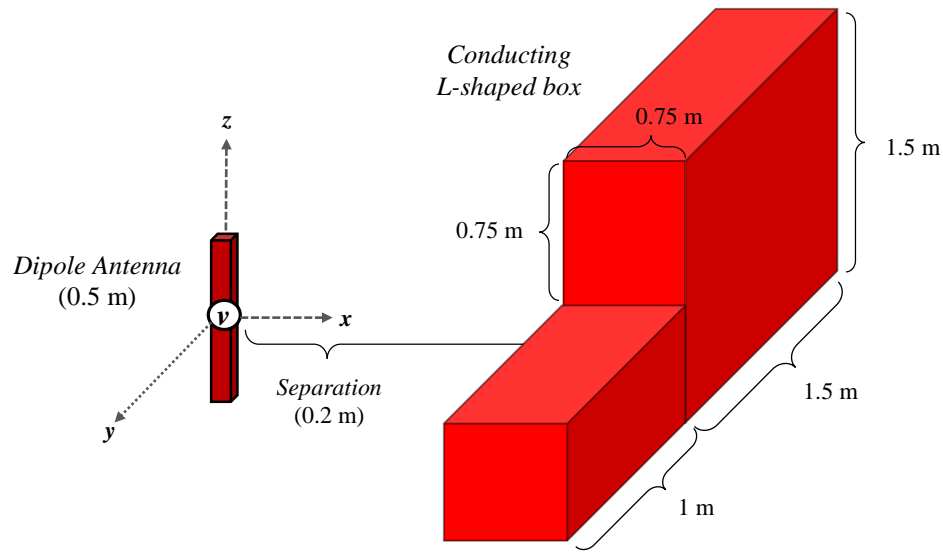 Conducting
L-shaped box
0.75 m
z
1.5 m
0.75 m
Dipole Antenna
(0.5 m)
v
x
Separation
(0.2 m)
1.5 m
y
1 m